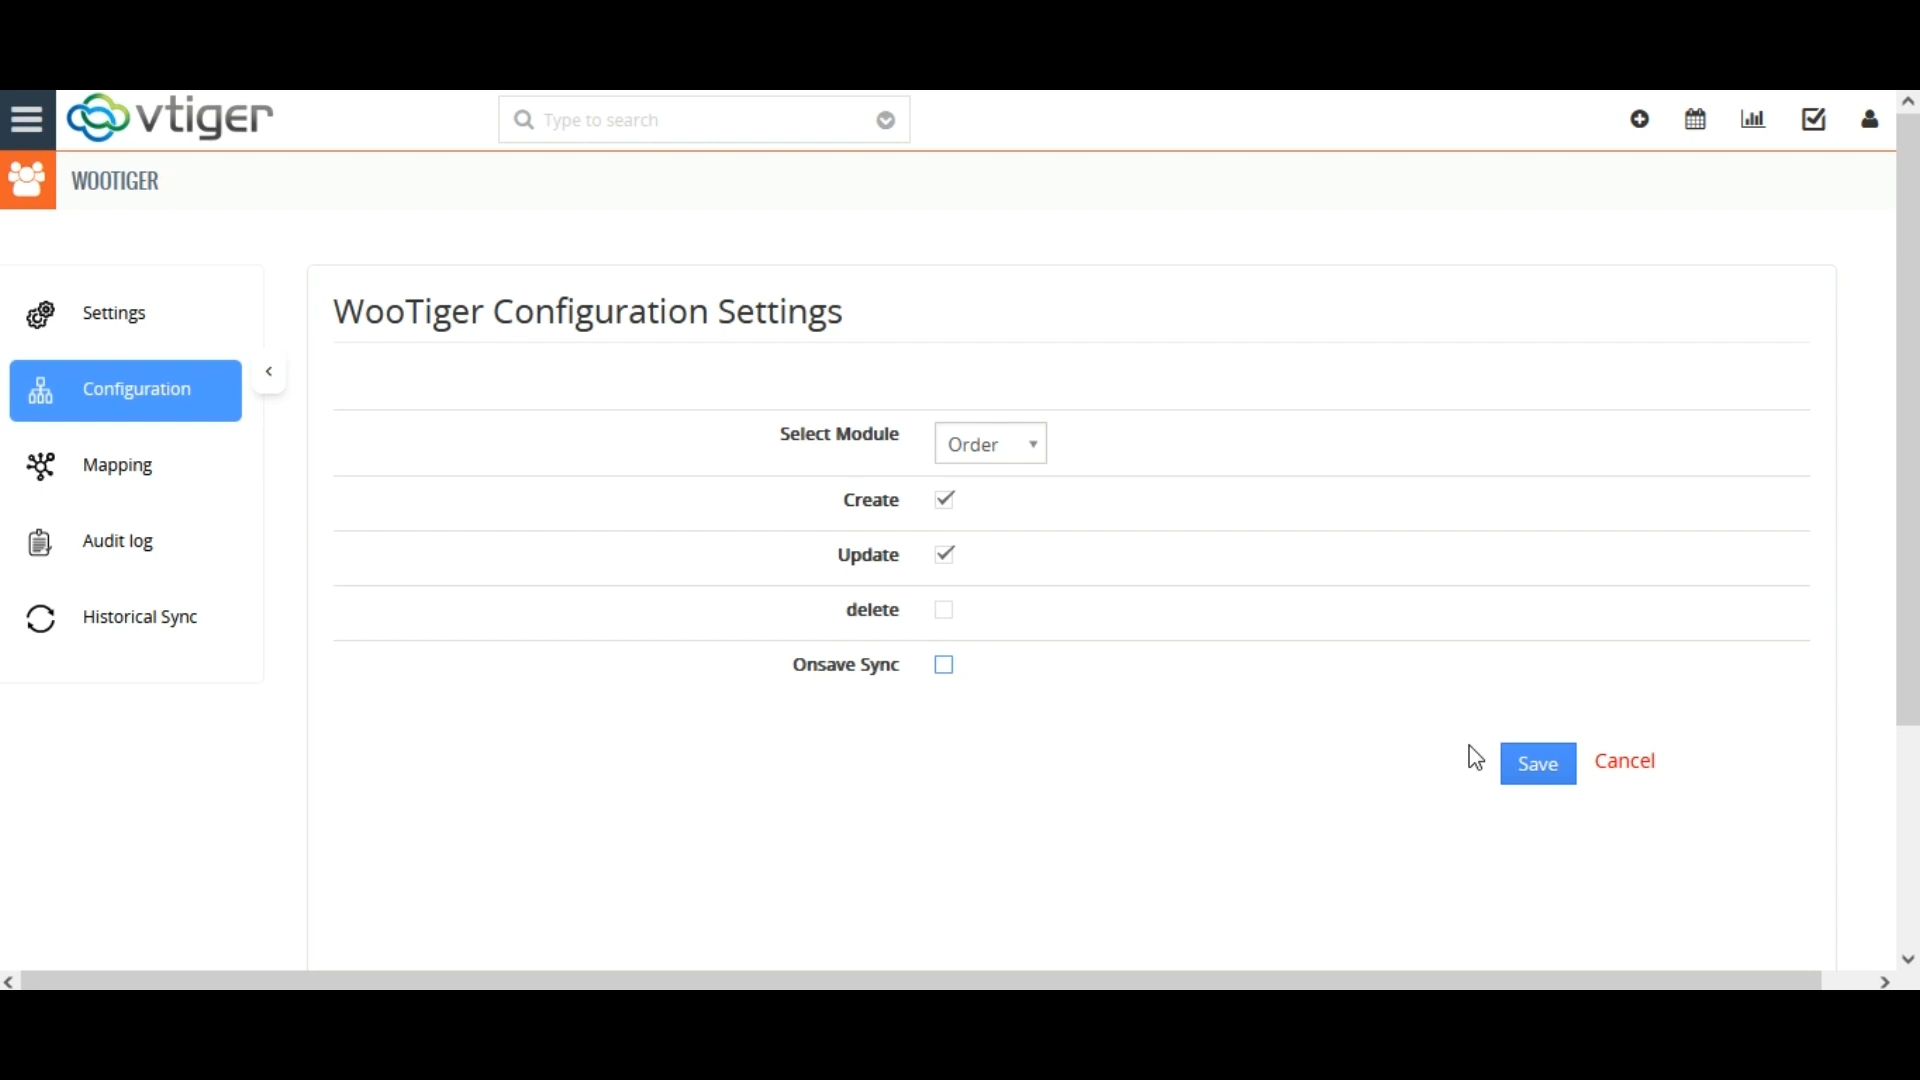 vtiger
Type to search
WOOTIGER
Settings
Configuration
Mapping
Audit log
Historical Sync
WooTiger Configuration Settings
Select Module Order
Create
Update
delete
Onsave Sync
Save Cancel